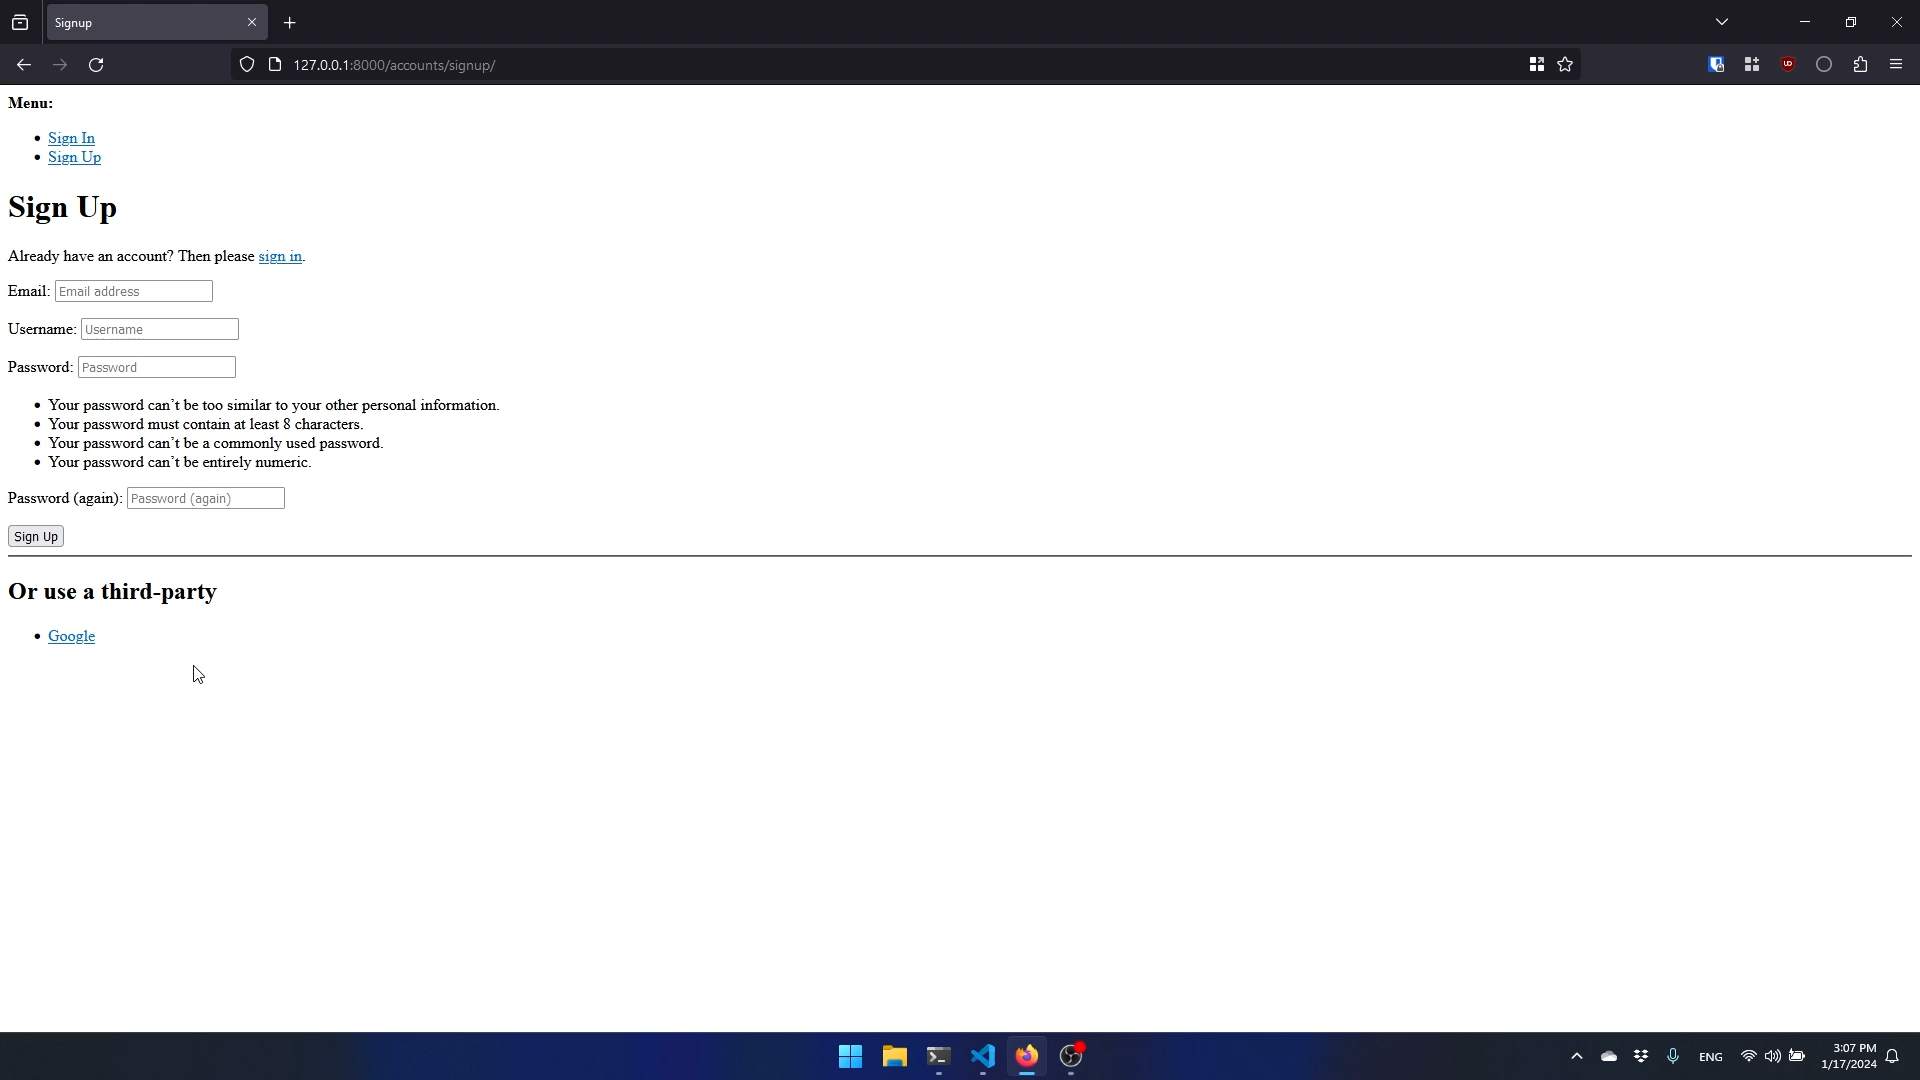 Signup
127.0.0.1:8000/accounts/signup/
Menu:
Sign In
Sign Up
Sign Up
Already have an account? Then please sign in.
Email: Email address
Username: Username
Password: Password
Your password can’t be too similar to your other personal information.
Your password must contain at least 8 characters.
Your password can’t be a commonly used password.
Your password can’t be entirely numeric.
Password (again): Password (again)
Sign Up
Or use a third-party
Google
ENG
3:07 PM
1/17/2024